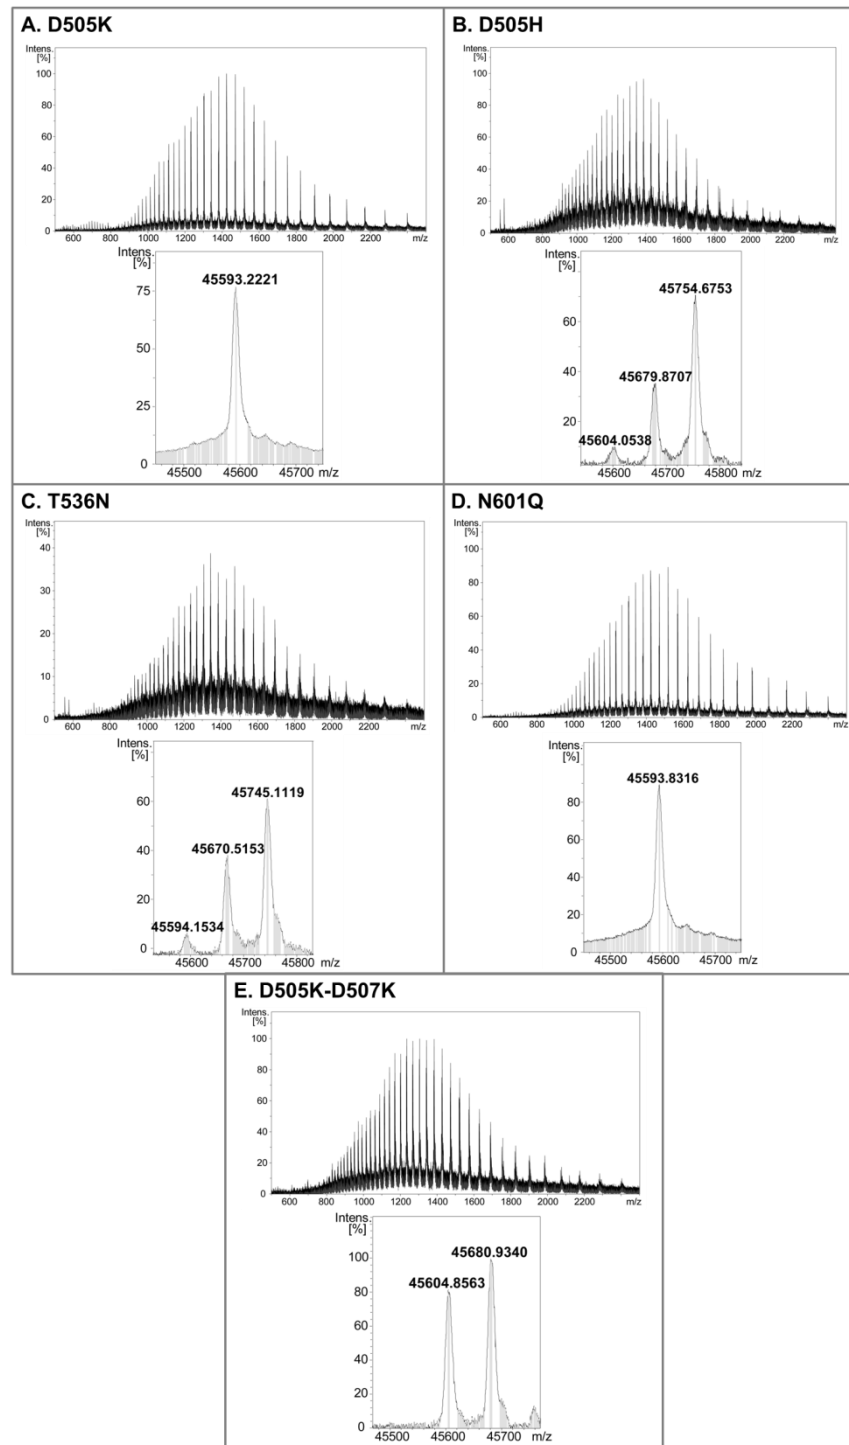 A. D505K
Intens.
[%]
100
80
60
40
20
0
600 800 1000 1200 1400 1600 1800 2000 2200 m/z
Intens.
[%]
45593.2221
75
50
25
0
45500 45600 45700 m/z
B. D505H
Intens.
[%]
100
80
60
40
20
0
600 800 1000 1200 1400 1600 1800 2000 2200 m/z
Intens.
[%]
45754.6753
60
45679.8707
40
45604.0538
20
45600 45700 45800 m/z
C. T536N
Intens.
[%]
40
30
20
10
0
600 800 1000 1200 1400 1600 1800 2000 2200 m/z
Intens.
[%]
45745.1119
60
45670.5153
40
20
45594.1534
0
45600 45700 45800 m/z
D. N601Q
Intens.
[%]
100
80
60
40
20
0
600 800 1000 1200 1400 1600 1800 2000 2200 m/z
Intens.
[%]
45593.8316
80
60
40
20
0
45500 45600 45700 m/z
E. D505K-D507K
Intens.
[%]
100
80
60
40
20
0
600 800 1000 1200 1400 1600 1800 2000 2200 m/z
Intens.
[%]
45680.9340
100
45604.8563
80
60
40
20
0
45500 45600 45700 m/z